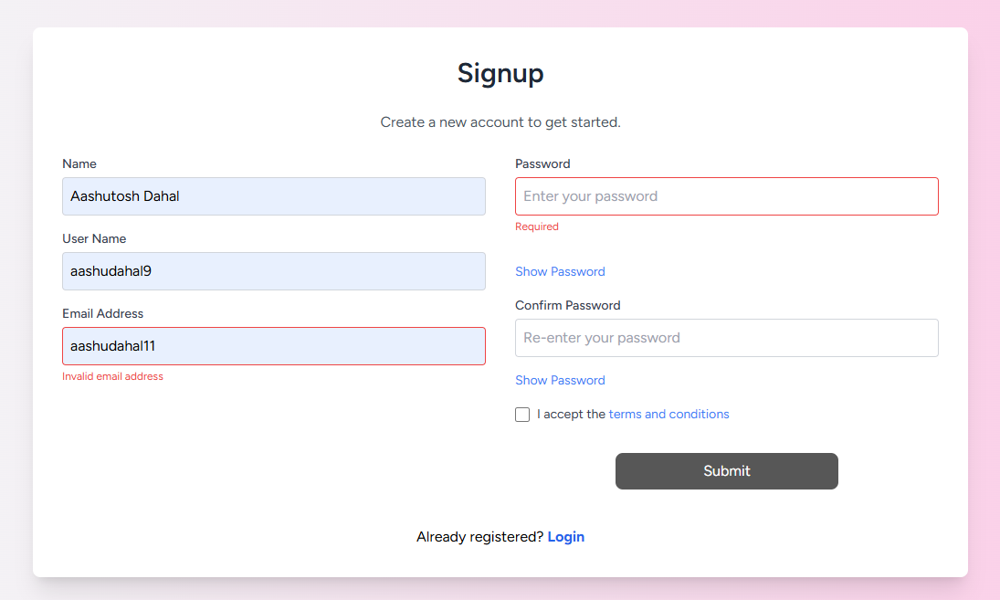 Signup
Create a new account to get started.
Name
Aashutosh Dahal
User Name
aashudahal9
Email Address
aashudahal11
Invalid email address
Password
Enter your password
Required
Show Password
Confirm Password
Re-enter your password
Show Password
I accept the terms and conditions
Submit
Already registered? Login